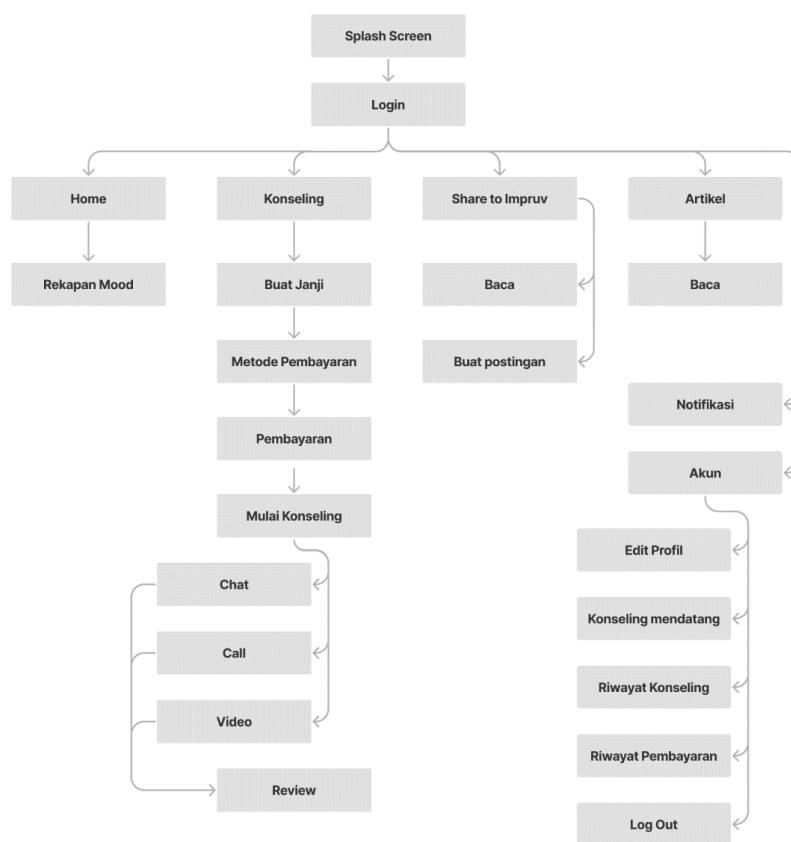 Splash Screen
Login
Home
Konseling
Share to Impruv
Artikel
Rekapan Mood
Buat Janji
Baca
Baca
Metode Pembayaran
Buat postingan
Notifikasi
Pembayaran
Akun
Mulai Konseling
Edit Profil
Chat
Konseling mendatang
Call
Riwayat Konseling
Video
Riwayat Pembayaran
Review
Log Out